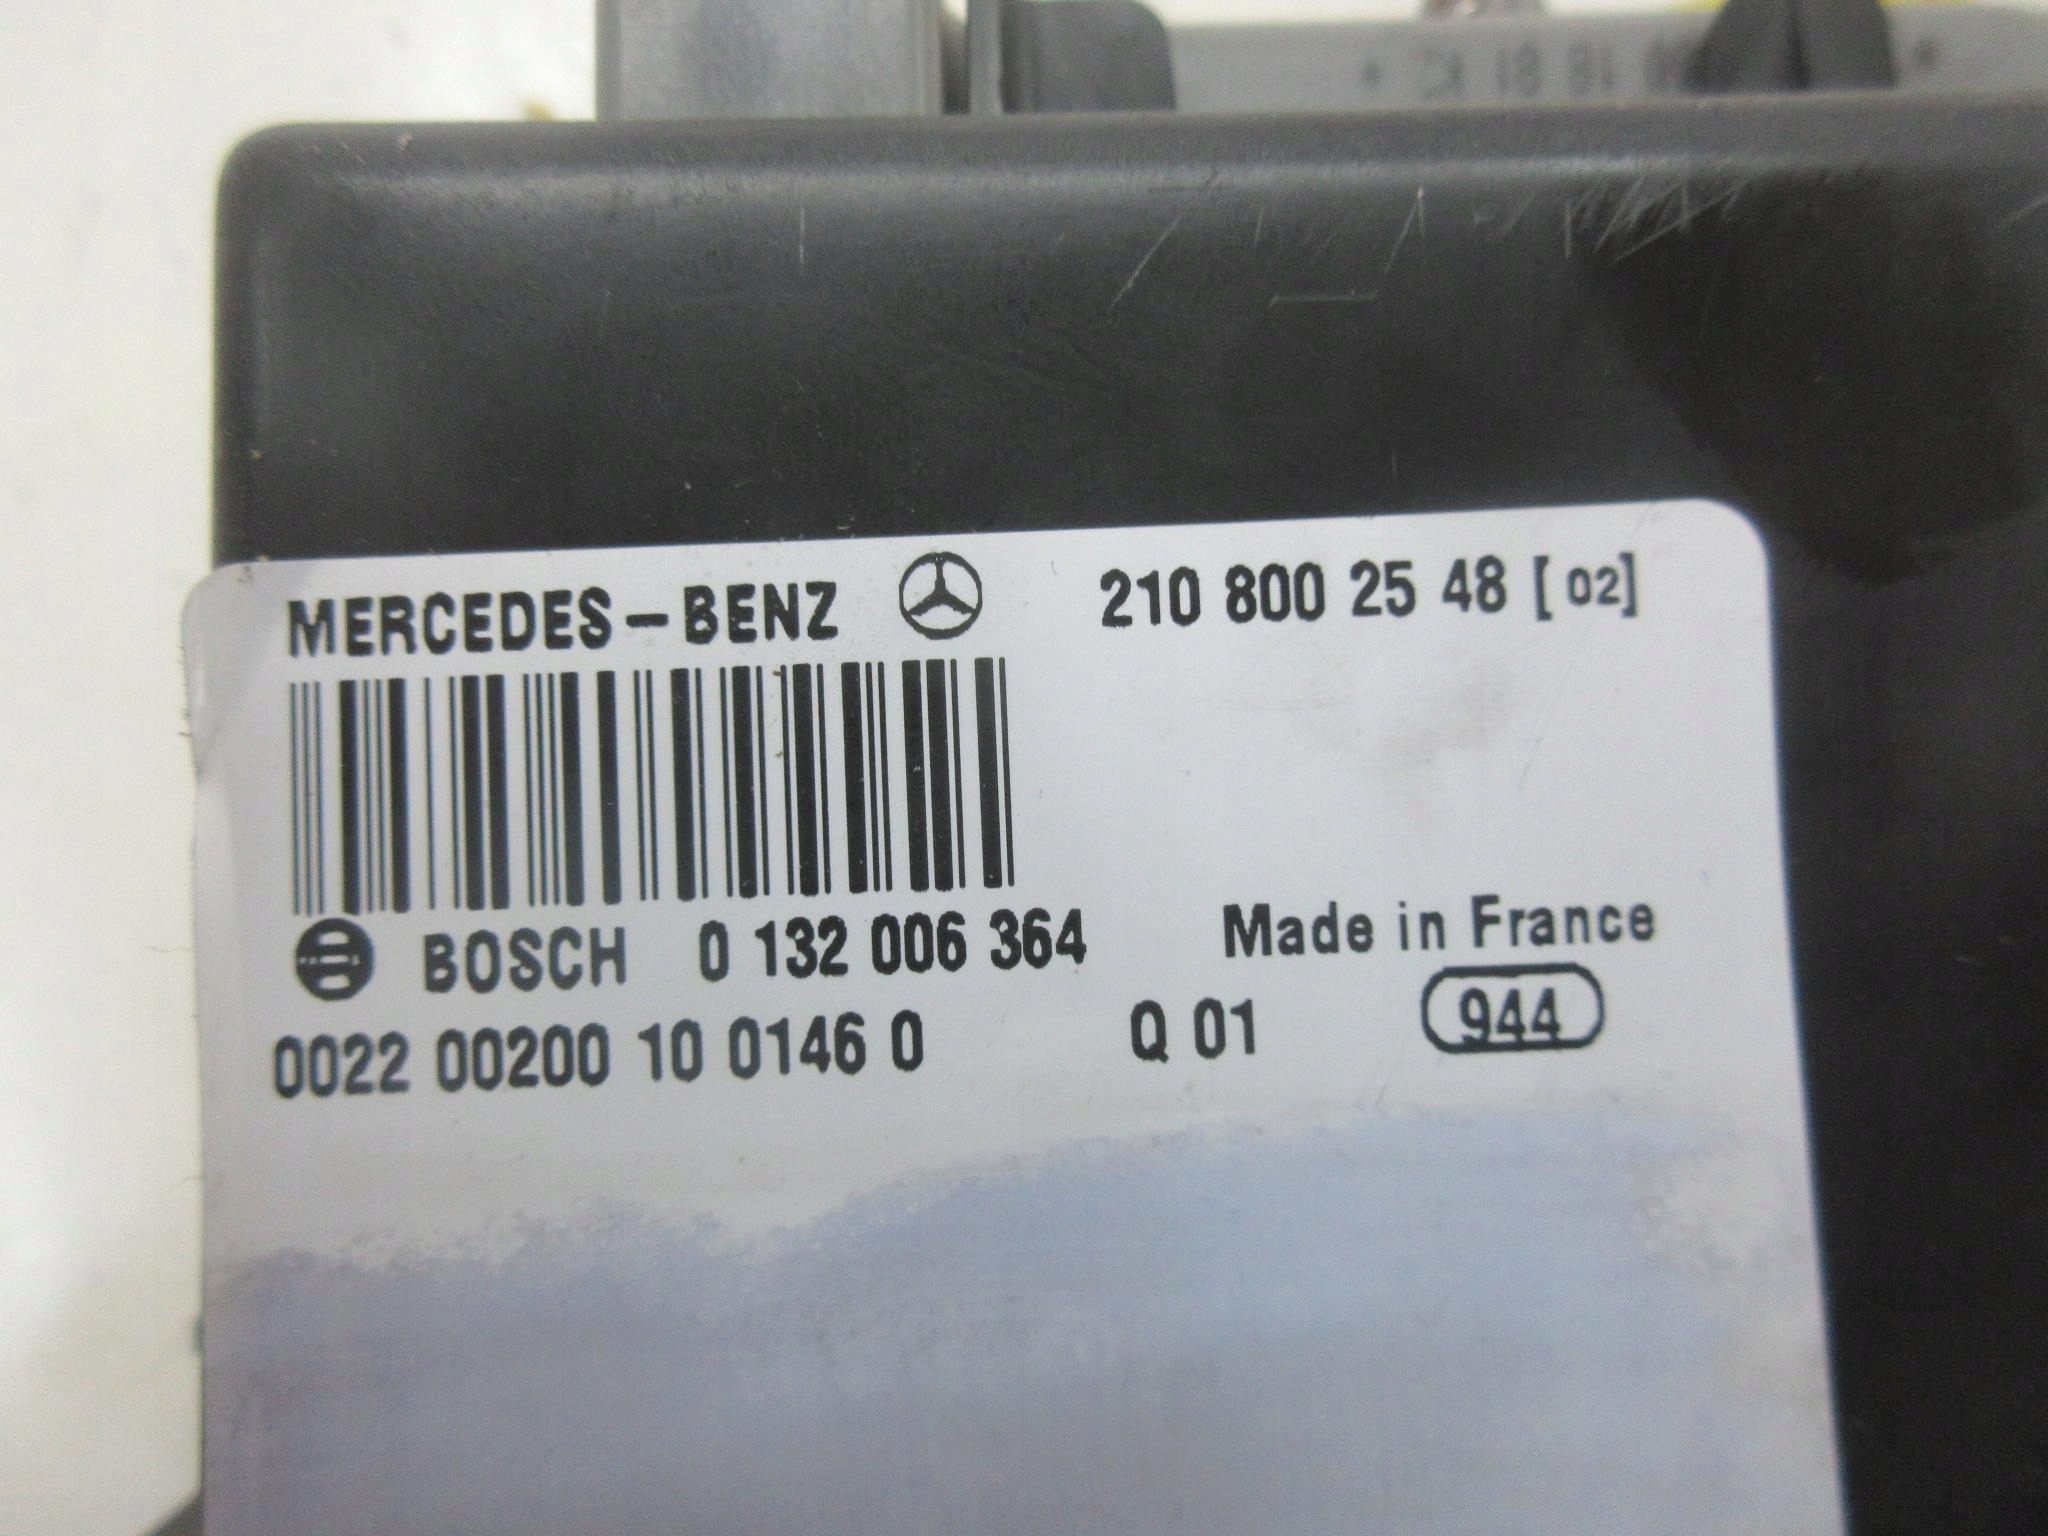 MERCEDES-BENZ 210 800 25 48 [02]
BOSCH 0 132 006 364 Made in France
0022 00200 10 0146 0 Q 01 944